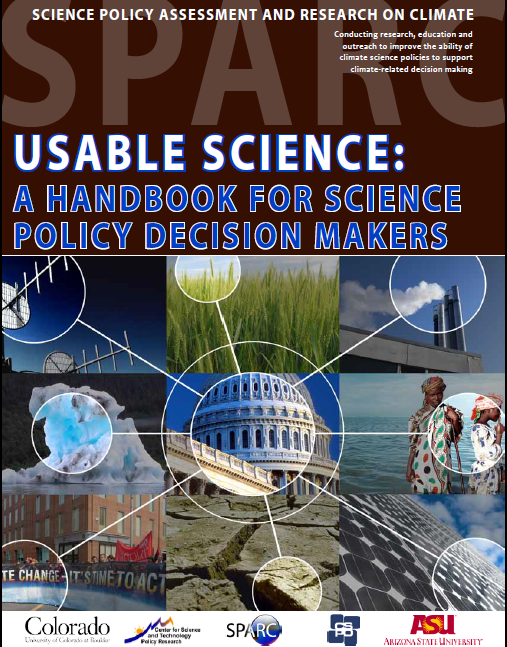 SPARC
SCIENCE POLICY ASSESSMENT AND RESEARCH ON CLIMATE
Conducting research, education and
outreach to improve the ability of
climate science policies to support
climate-related decision making
USABLE SCIENCE:
A HANDBOOK FOR SCIENCE
POLICY DECISION MAKERS
TE CHANGE-IT'S TIME TO ACT
Colorado
University of Colorado at Boulder
Center for Science
and Technology
Policy Research
SPARC
CSPO
ASU
ARIZONA STATE UNIVERSITY